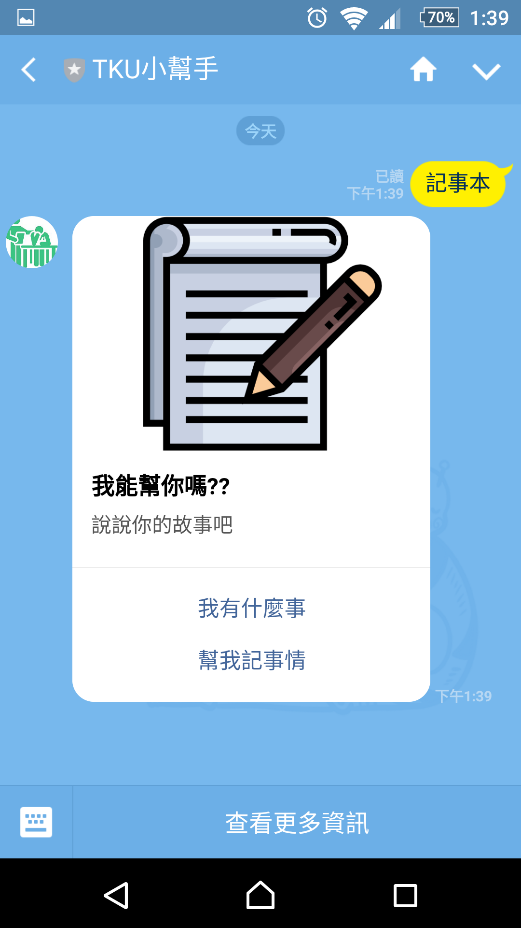 70% 1:39
TKU小幫手
今天
已讀
下午1:39
記事本
我能幫你嗎??
說說你的故事吧
我有什麼事
幫我記事情
下午1:39
查看更多資訊